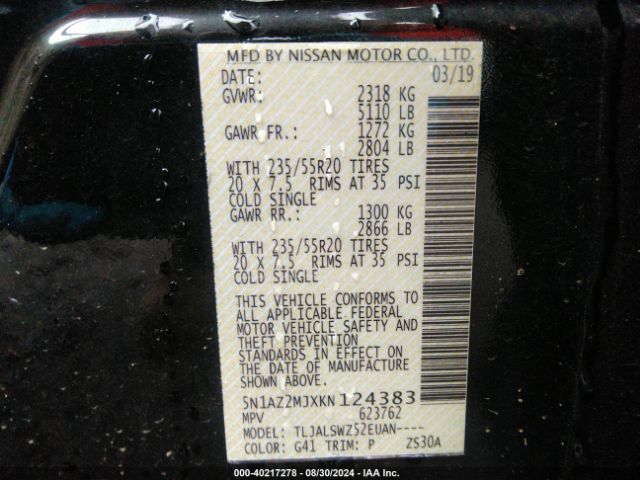 MFD BY NISSAN MOTOR CO., LTD.
DATE: 03/19
GVWR: 2318 KG
5110 LB
GAWR FR.: 1272 KG
2804 LB
WITH 235/55R20 TIRES
20 X 7.5 RIMS AT 35 PSI
COLD SINGLE
GAWR RR.: 1300 KG
2866 LB
WITH 235/55R20 TIRES
20 X 7.5 RIMS AT 35 PSI
COLD SINGLE
THIS VEHICLE CONFORMS TO
ALL APPLICABLE FEDERAL
MOTOR VEHICLE SAFETY AND
THEFT PREVENTION
STANDARDS IN EFFECT ON
THE DATE OF MANUFACTURE
SHOWN ABOVE.
5N1AZ2MJXKN124383
MPV 623762
MODEL: TLJALSWZ52EUAN----
COLOR: G41 TRIM: P ZS30A
000-40217278 - 08/30/2024 - IAA Inc.